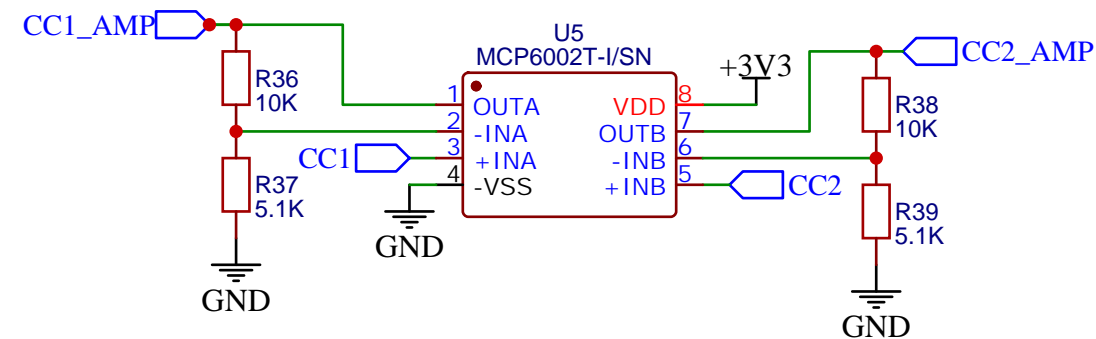 CC1_AMP
R36
10K
R37
5.1K
GND
CC1
GND
U5
MCP6002T-I/SN
1 OUTA
2 -INA
3 +INA
4 -VSS
VDD 8
OUTB 7
-INB 6
+INB 5
+3V3
CC2_AMP
CC2
R38
10K
R39
5.1K
GND